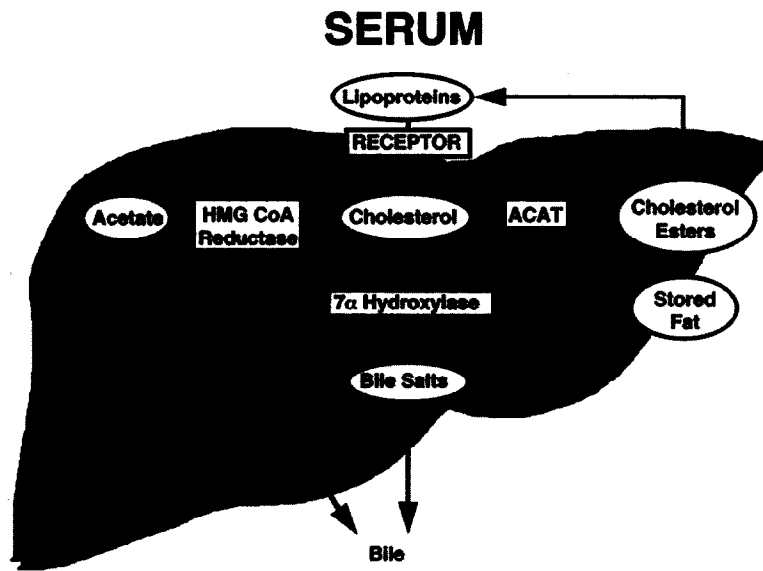 SERUM
Lipoproteins
RECEPTOR
Acetate
HMG CoA
Reductase
Cholesterol
ACAT
Cholesterol
Esters
7α Hydroxylase
Stored
Fat
Bile Salts
Bile